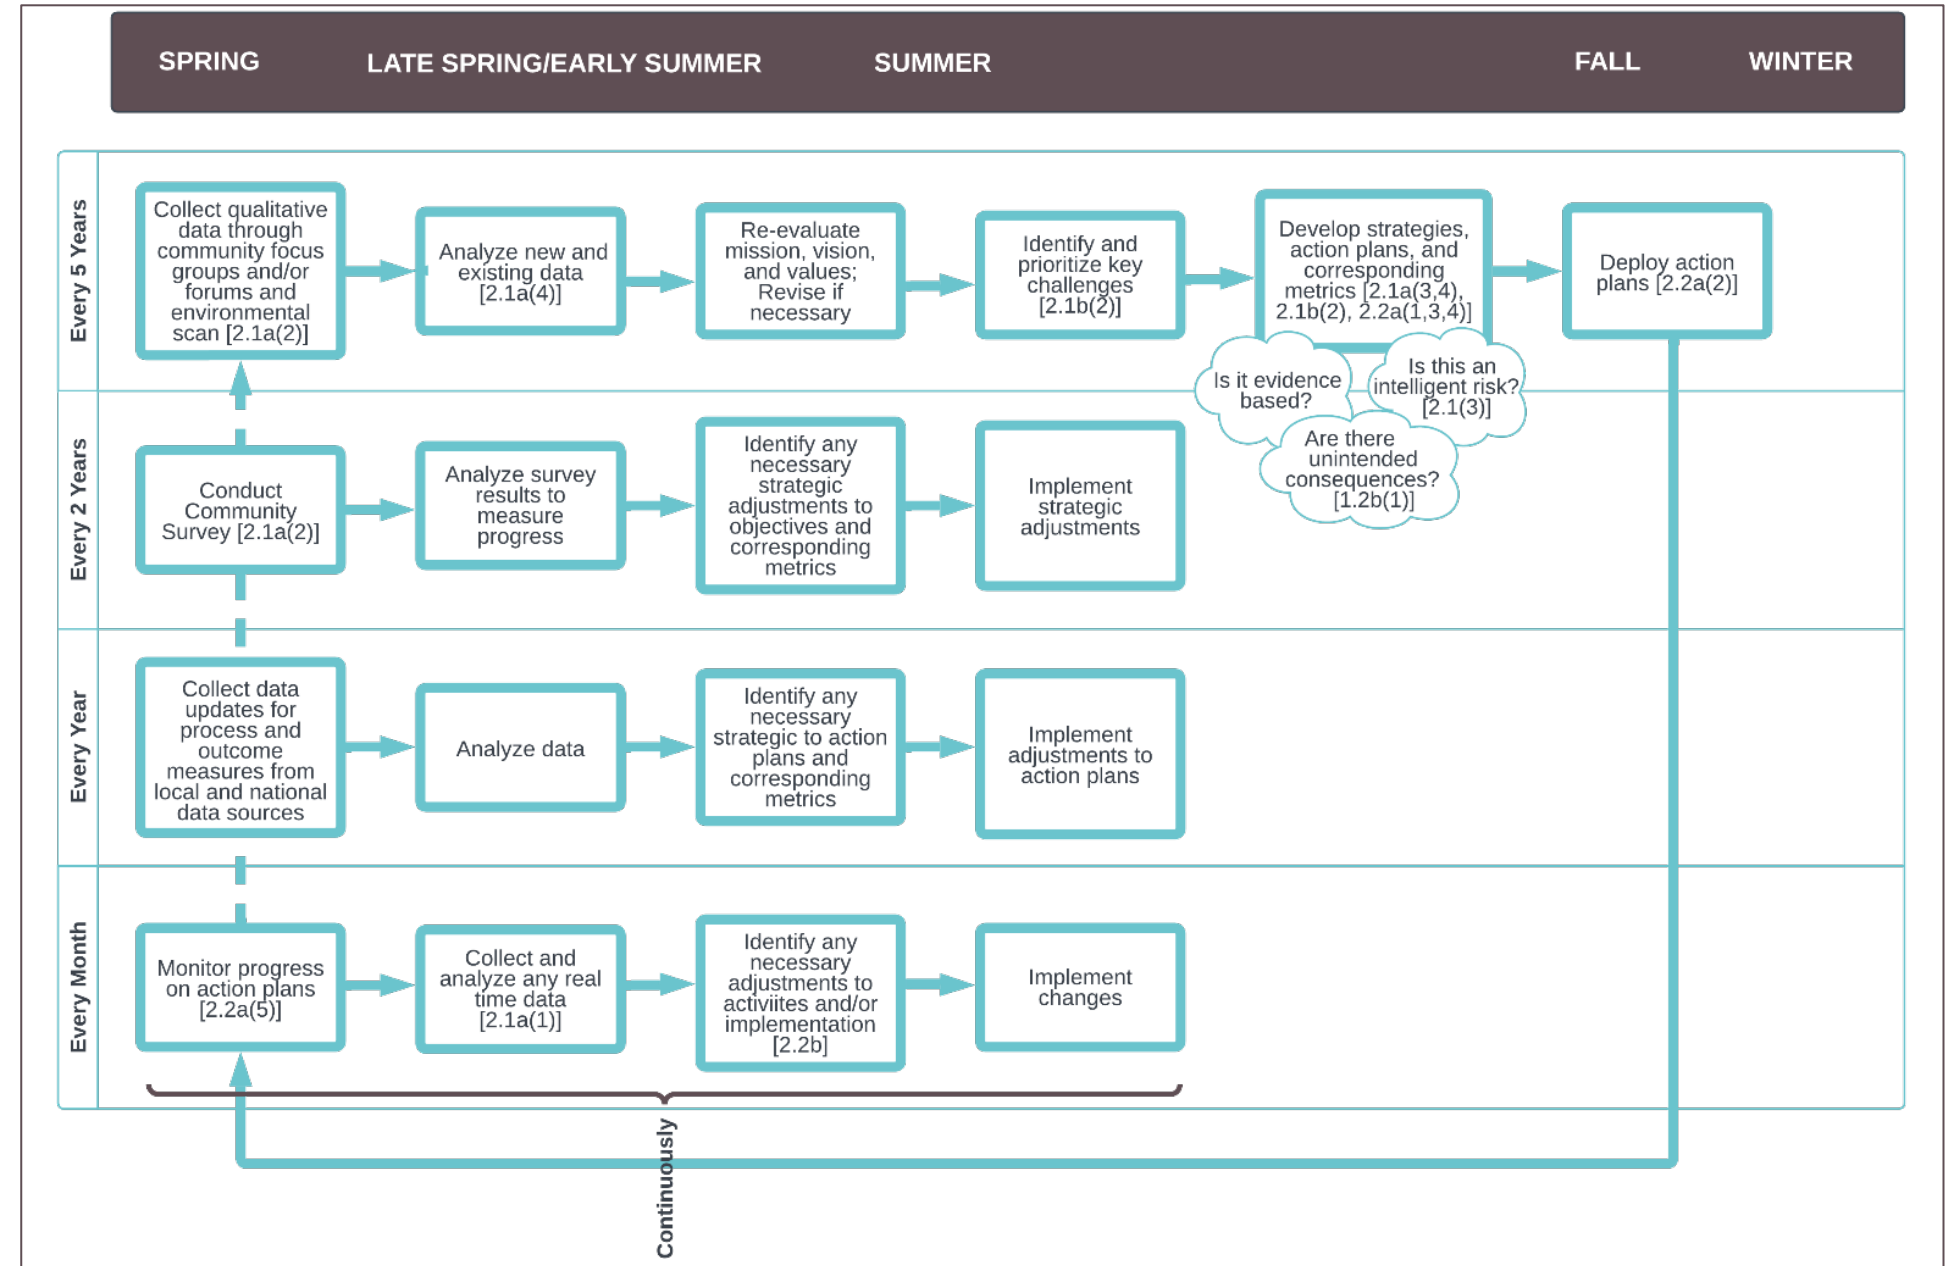 SPRING
LATE SPRING/EARLY SUMMER
SUMMER
FALL
WINTER
Every 5 Years
Collect qualitative
data through
community focus
groups and/or
forums and
environmental
scan [2.1a(2)]
Analyze new and
existing data
[2.1a(4)]
Re-evaluate
mission, vision,
and values;
Revise if
necessary
Identify and
prioritize key
challenges
[2.1b(2)]
Develop strategies,
action plans, and
corresponding
metrics [2.1a(3,4),
2.1b(2), 2.2a(1,3,4)]
Deploy action
plans [2.2a(2)]
Is it evidence
based?
Is this an
intelligent risk?
[2.1(3)]
Are there
unintended
consequences?
[1.2b(1)]
Every 2 Years
Conduct
Community
Survey [2.1a(2)]
Analyze survey
results to
measure
progress
Identify any
necessary
strategic
adjustments to
objectives and
corresponding
metrics
Implement
strategic
adjustments
Every Year
Collect data
updates for
process and
outcome
measures from
local and national
data sources
Analyze data
Identify any
necessary
strategic to action
plans and
corresponding
metrics
Implement
adjustments to
action plans
Every Month
Monitor progress
on action plans
[2.2a(5)]
Collect and
analyze any real
time data
[2.1a(1)]
Identify any
necessary
adjustments to
activiites and/or
implementation
[2.2b]
Implement
changes
Continuously